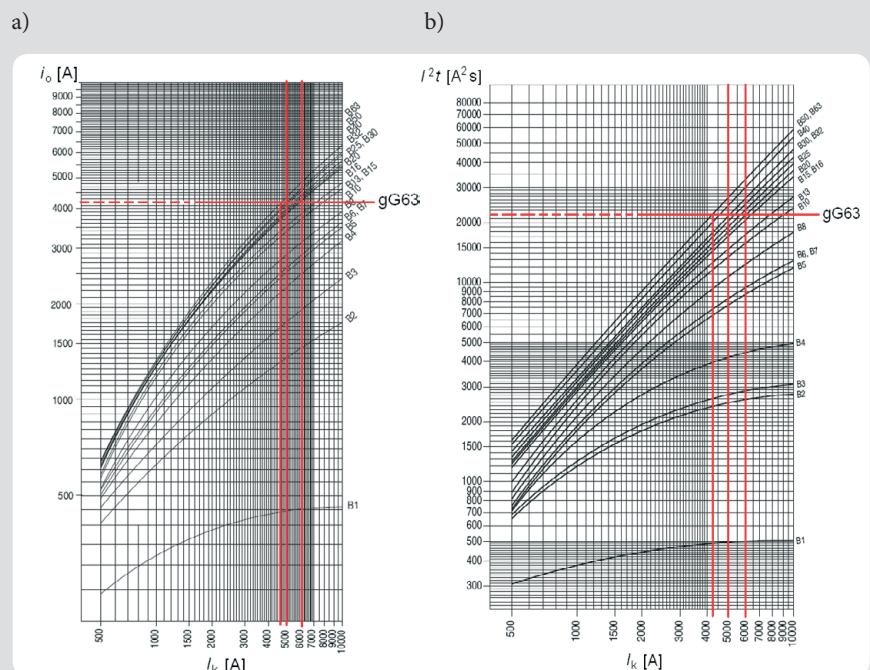 a)
b)
i₀ [A]
9000
8000
7000
6000
5000
4000
3000
2000
1500
1000
500
B63
B50
B40
B32
B25, B30
B20
B16
B13, B15
B10
B8
B6, B7
B5
B4
B3
B2
B1
gG63
500
1000
1500
2000
3000
4000
5000
6000
7000
8000
9000
10000
Iₖ [A]
I²t [A²s]
80000
70000
60000
50000
40000
30000
20000
15000
10000
9000
8000
7000
6000
5000
4000
3000
2000
1500
1000
900
800
700
600
500
400
300
B50, B63
B40
B30, B32
B25
B20
B15, B16
B13
B10
B8
B6, B7
B5
B4
B3
B2
B1
gG63
500
1000
2000
3000
4000
5000
6000
7000
8000
9000
10000
Iₖ [A]